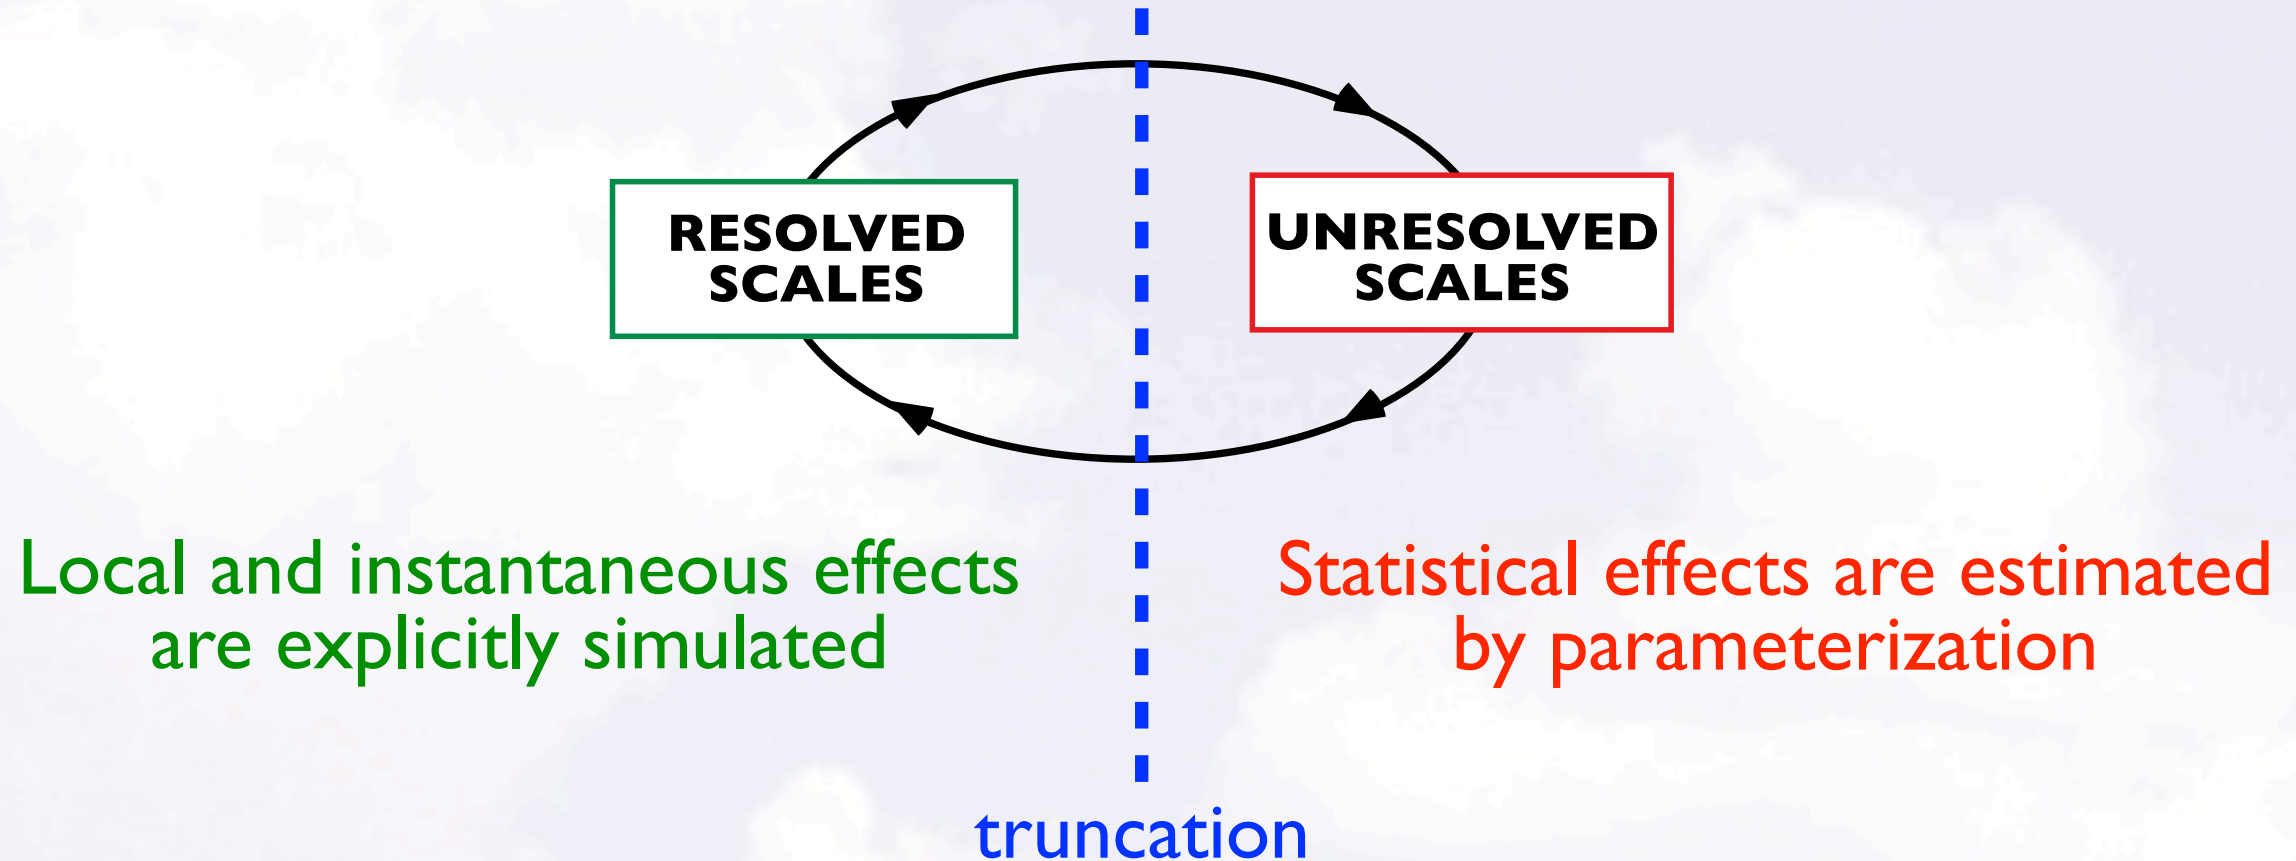 RESOLVED
SCALES
UNRESOLVED
SCALES
Local and instantaneous effects
are explicitly simulated
Statistical effects are estimated
by parameterization
truncation